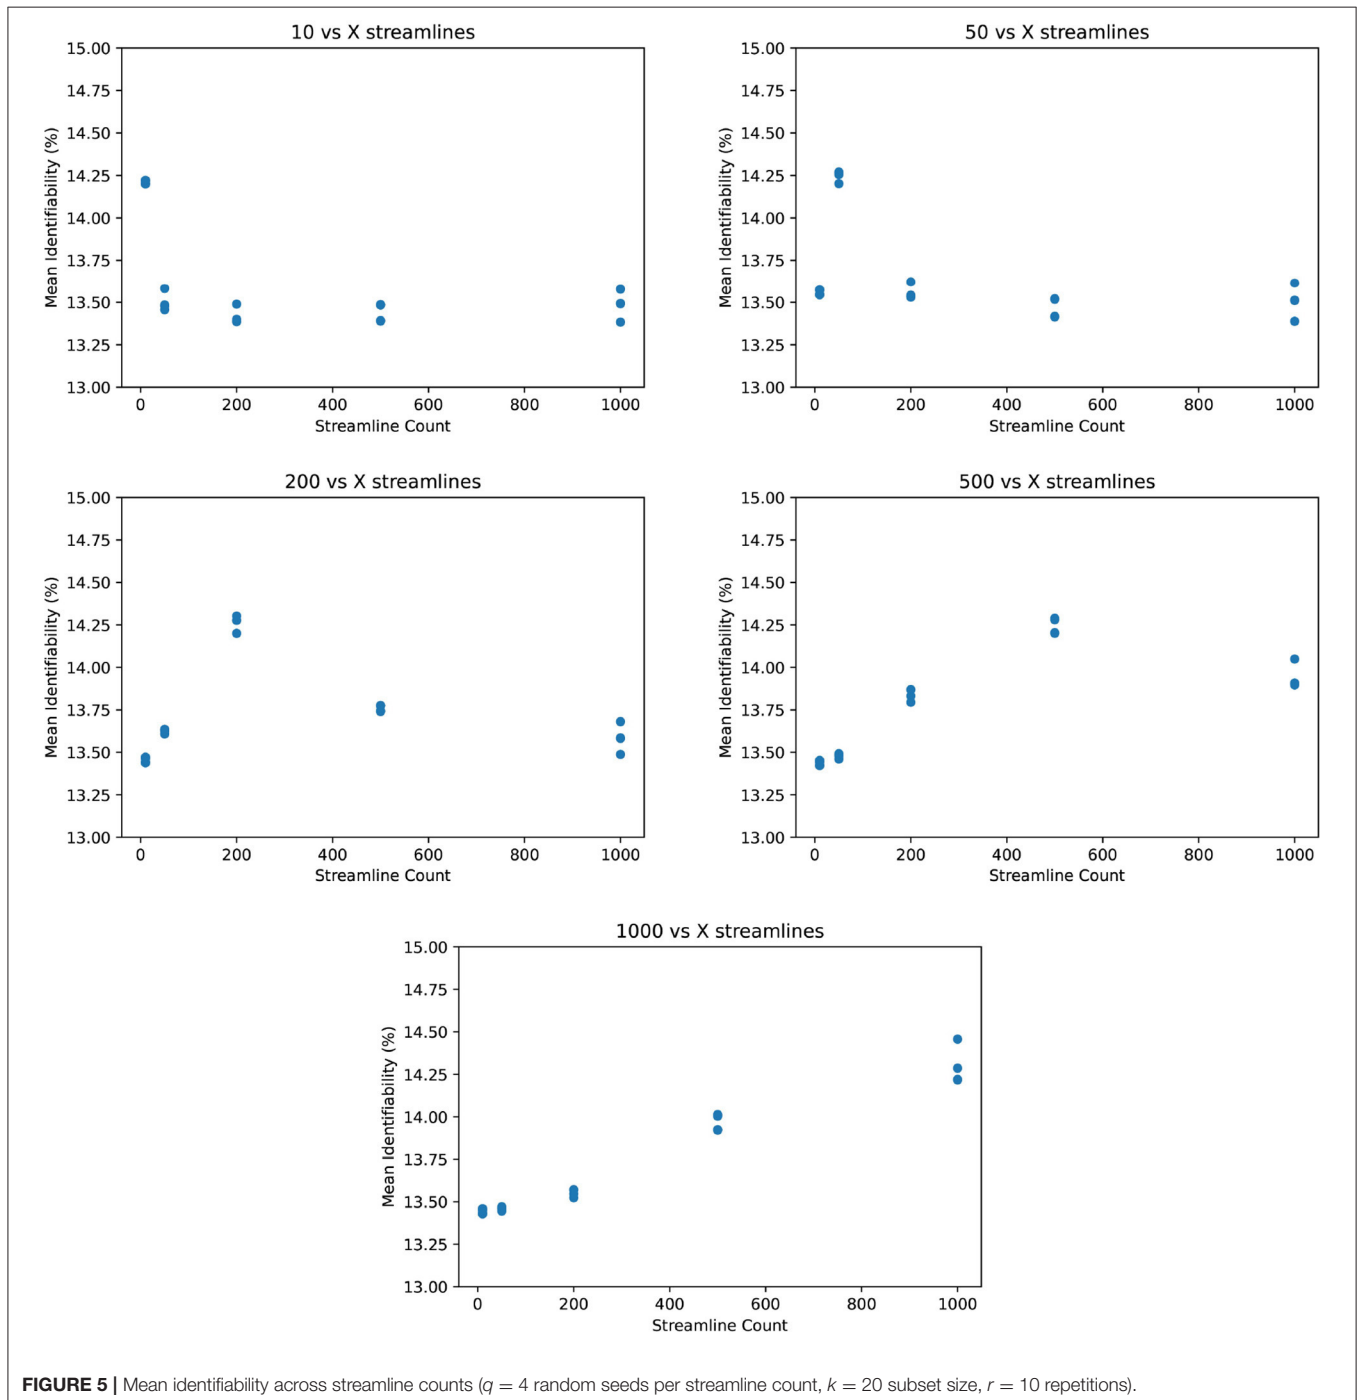 10 vs X streamlines
15.00
14.75
14.50
14.25
14.00
13.75
13.50
13.25
13.00
Mean Identifiability (%)
0 200 400 600 800 1000
Streamline Count
50 vs X streamlines
15.00
14.75
14.50
14.25
14.00
13.75
13.50
13.25
13.00
Mean Identifiability (%)
0 200 400 600 800 1000
Streamline Count
200 vs X streamlines
15.00
14.75
14.50
14.25
14.00
13.75
13.50
13.25
13.00
Mean Identifiability (%)
0 200 400 600 800 1000
Streamline Count
500 vs X streamlines
15.00
14.75
14.50
14.25
14.00
13.75
13.50
13.25
13.00
Mean Identifiability (%)
0 200 400 600 800 1000
Streamline Count
1000 vs X streamlines
15.00
14.75
14.50
14.25
14.00
13.75
13.50
13.25
13.00
Mean Identifiability (%)
0 200 400 600 800 1000
Streamline Count
FIGURE 5 | Mean identifiability across streamline counts (q = 4 random seeds per streamline count, k = 20 subset size, r = 10 repetitions).